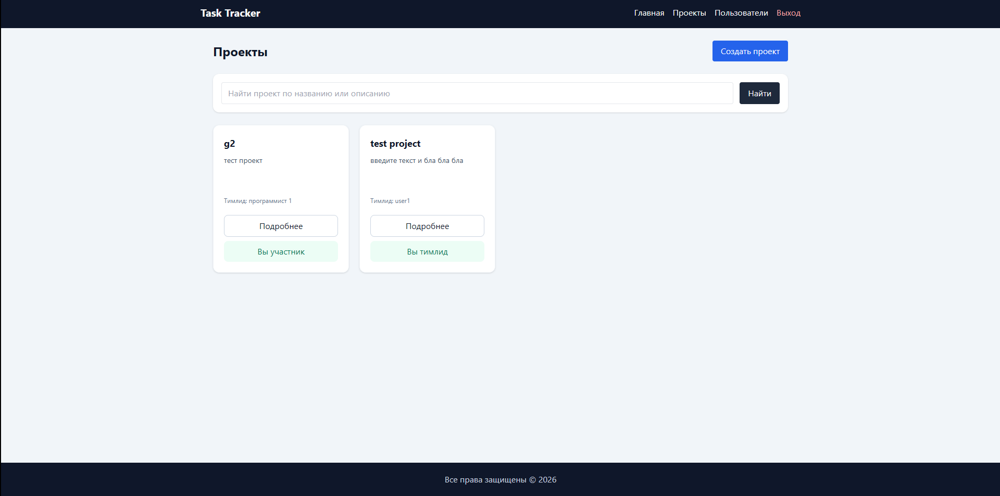 Task Tracker
Главная Проекты Пользователи Выход
Проекты
Создать проект
Найти проект по названию или описанию
Найти
g2
тест проект
Тимлид: программист 1
Подробнее
Вы участник
test project
введите текст и бла бла бла
Тимлид: user1
Подробнее
Вы тимлид
Все права защищены © 2026